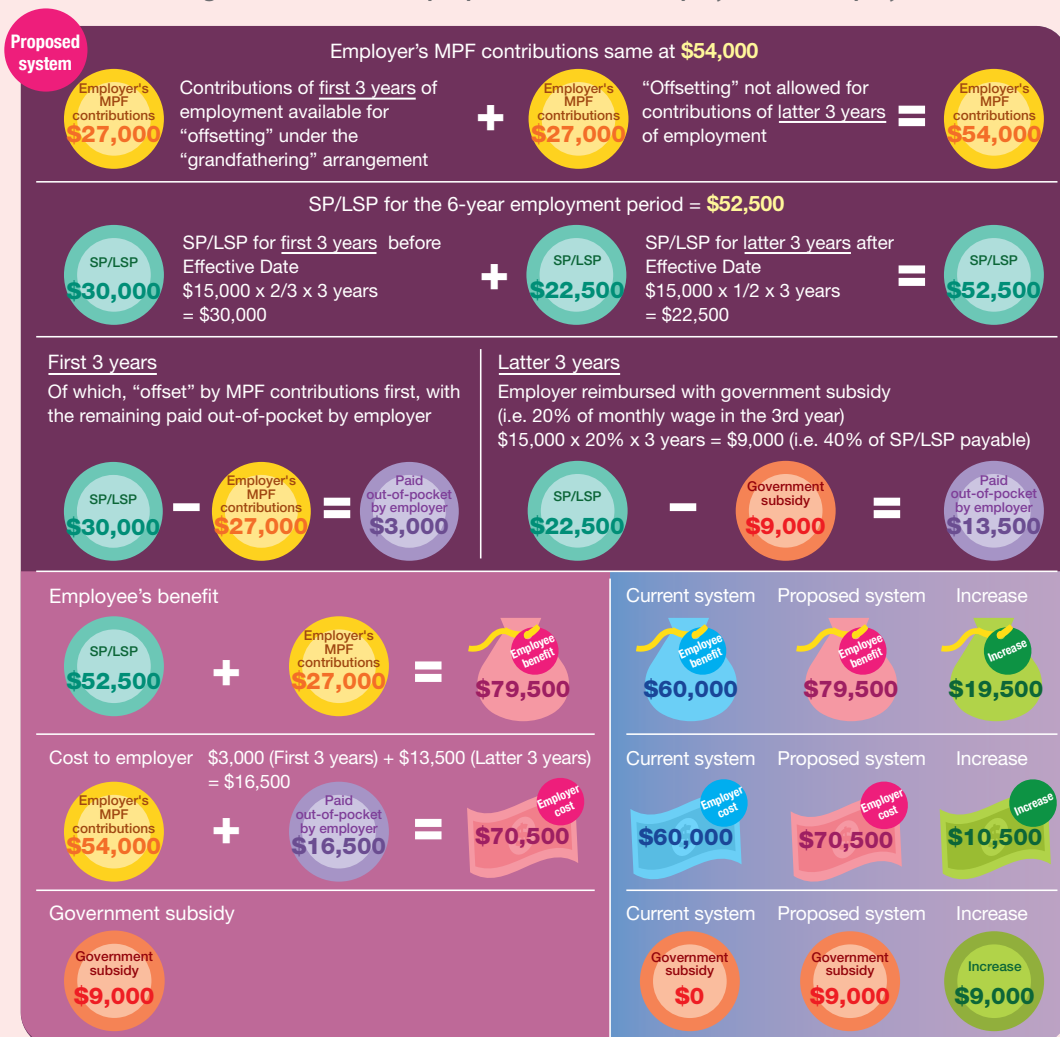 Proposed
system
Employer's MPF contributions same at $54,000
Employer's
MPF
contributions
$27,000
Contributions of first 3 years of
employment available for
“offsetting” under the
“grandfathering” arrangement
+
Employer's
MPF
contributions
$27,000
“Offsetting” not allowed for
contributions of latter 3 years
of employment
=
Employer's
MPF
contributions
$54,000
SP/LSP for the 6-year employment period = $52,500
SP/LSP
$30,000
SP/LSP for first 3 years before
Effective Date
$15,000 x 2/3 x 3 years
= $30,000
+
SP/LSP
$22,500
SP/LSP for latter 3 years after
Effective Date
$15,000 x 1/2 x 3 years
= $22,500
=
SP/LSP
$52,500
First 3 years
Of which, “offset” by MPF contributions first, with
the remaining paid out-of-pocket by employer
SP/LSP
$30,000
–
Employer's
MPF
contributions
$27,000
=
Paid
out-of-pocket
by employer
$3,000
Latter 3 years
Employer reimbursed with government subsidy
(i.e. 20% of monthly wage in the 3rd year)
$15,000 x 20% x 3 years = $9,000 (i.e. 40% of SP/LSP payable)
SP/LSP
$22,500
–
Government
subsidy
$9,000
=
Paid
out-of-pocket
by employer
$13,500
Employee's benefit
SP/LSP
$52,500
+
Employer's
MPF
contributions
$27,000
=
$79,500
Current system Proposed system Increase
Employee
benefit
$60,000
Employee
benefit
$79,500
Increase
$19,500
Cost to employer $3,000 (First 3 years) + $13,500 (Latter 3 years)
= $16,500
Employer's
MPF
contributions
$54,000
+
Paid
out-of-pocket
by employer
$16,500
=
Employer
cost
$70,500
Current system Proposed system Increase
Employer
cost
$60,000
Employer
cost
$70,500
Increase
$10,500
Government subsidy
Government
subsidy
$9,000
Current system Proposed system Increase
Government
subsidy
$0
Government
subsidy
$9,000
Increase
$9,000